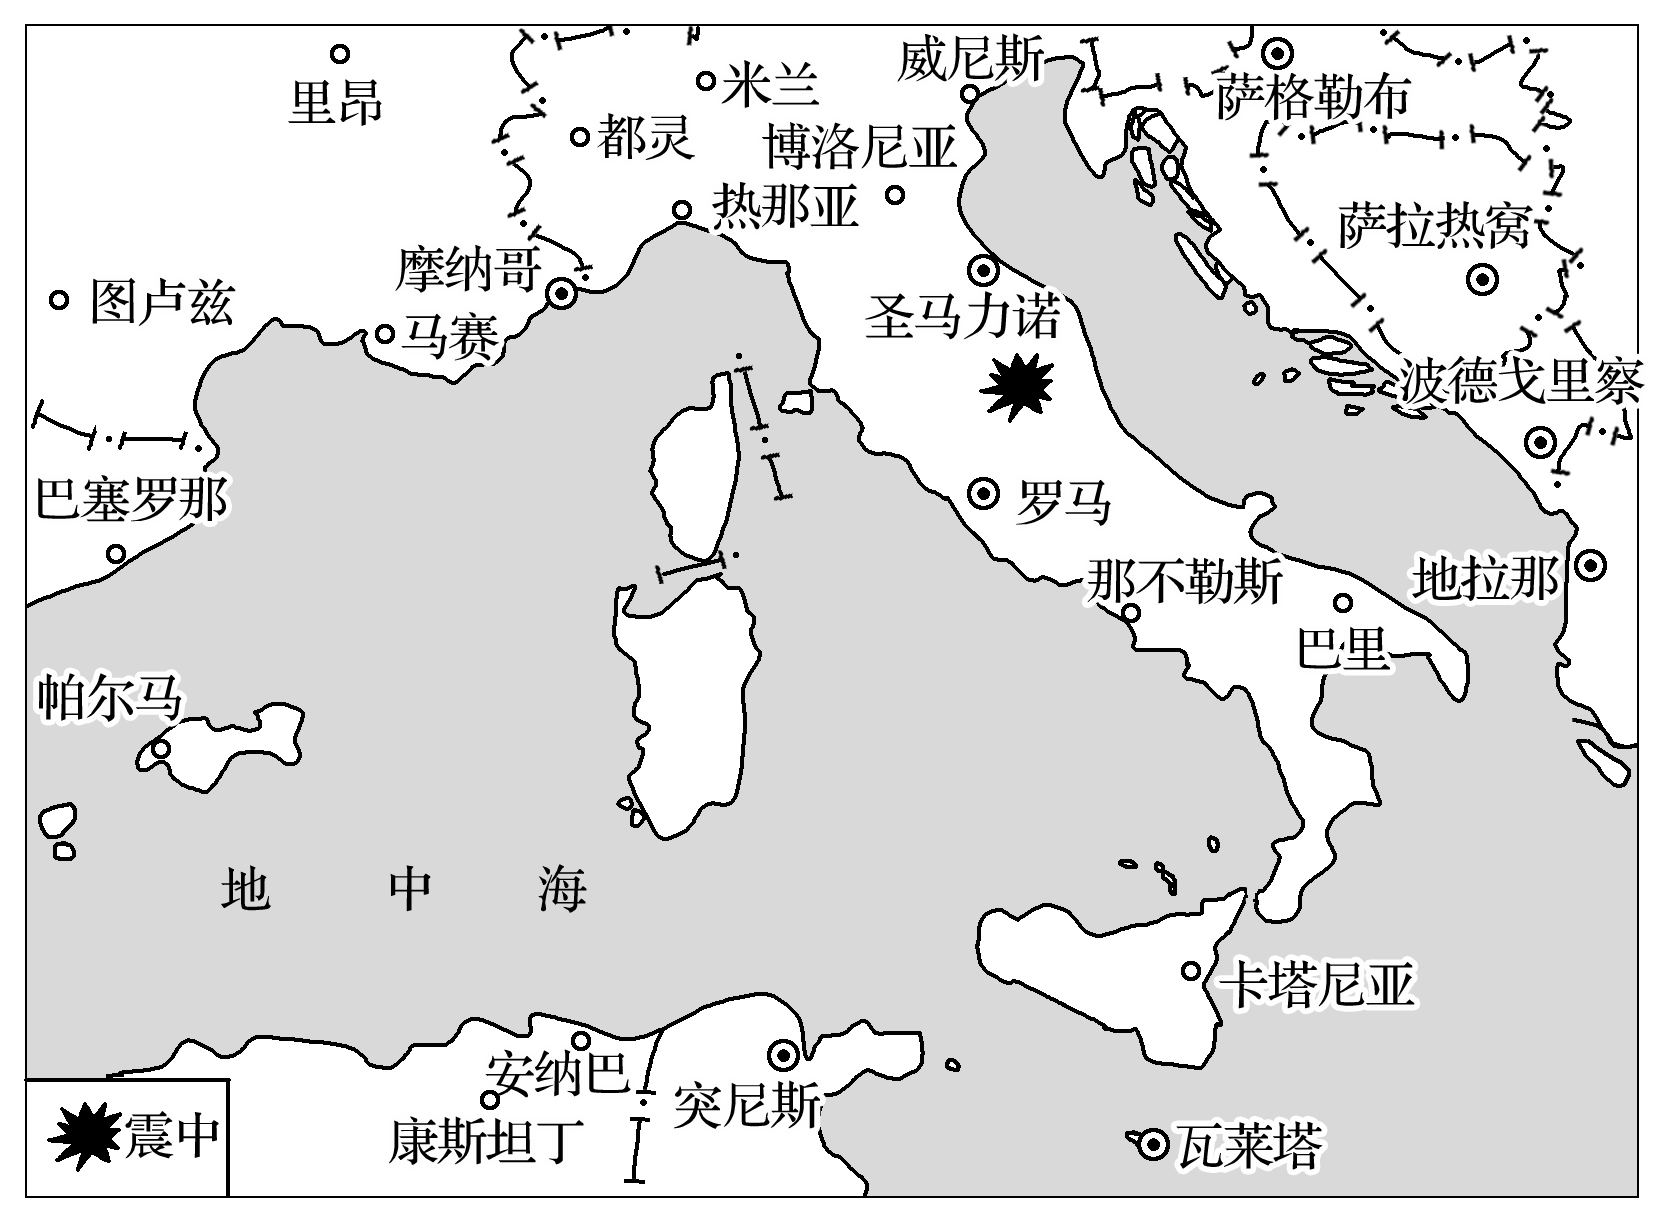 威尼斯
里昂
米兰
萨格勒布
都灵
博洛尼亚
热那亚
萨拉热窝
摩纳哥
图卢兹
马赛
圣马力诺
波德戈里察
巴塞罗那
罗马
那不勒斯
地拉那
巴里
帕尔马
地中海
卡塔尼亚
安纳巴
突尼斯
震中
康斯坦丁
瓦莱塔